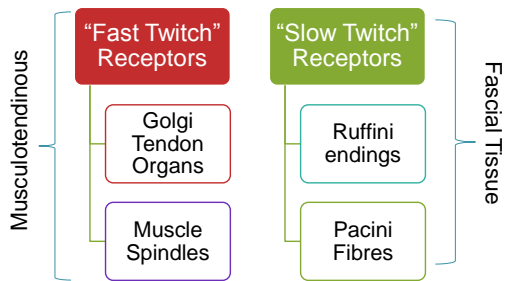 Musculotendinous
“Fast Twitch”
Receptors
Golgi
Tendon
Organs
Muscle
Spindles
“Slow Twitch”
Receptors
Ruffini
endings
Pacini
Fibres
Fascial Tissue